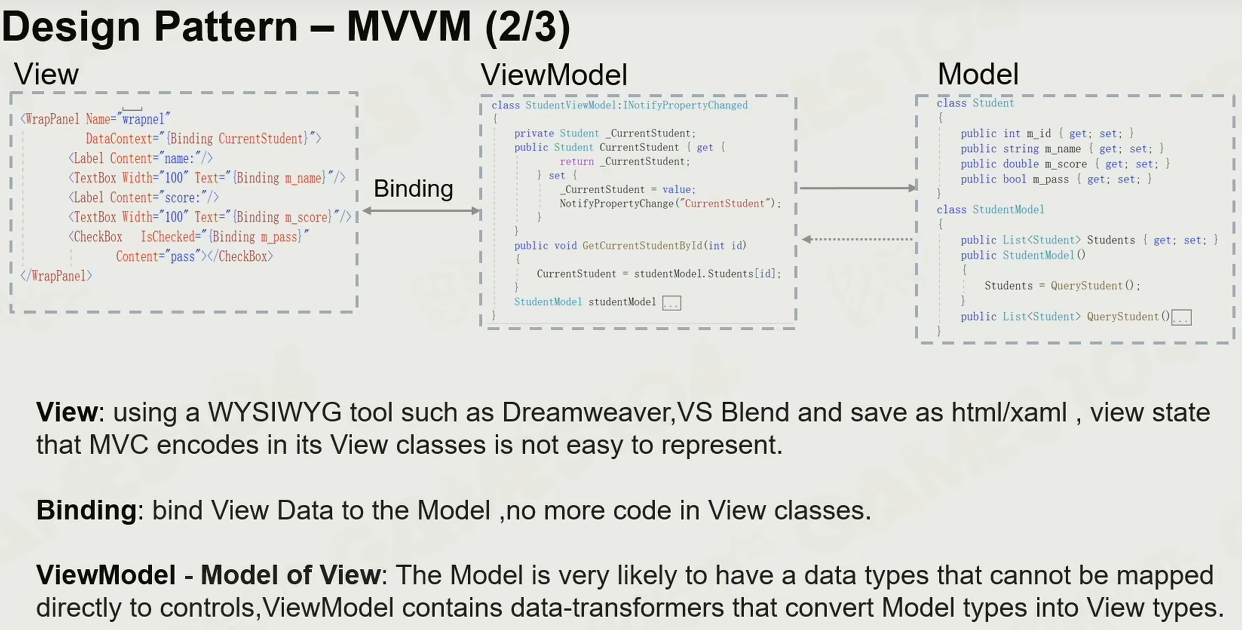 Design Pattern – MVVM (2/3)
View
<WrapPanel Name="wrapnel"
DataContext="{Binding CurrentStudent}">
<Label Content="name:"/>
<TextBox Width="100" Text="{Binding m_name}"/>
<Label Content="score:"/>
<TextBox Width="100" Text="{Binding m_score}"/>
<CheckBox IsChecked="{Binding m_pass}"
Content="pass"></CheckBox>
</WrapPanel>
Binding
ViewModel
class StudentViewModel:INotifyPropertyChanged
{
private Student _CurrentStudent;
public Student CurrentStudent { get {
return _CurrentStudent;
} set {
_CurrentStudent = value;
NotifyPropertyChange("CurrentStudent");
}
}
public void GetCurrentStudentById(int id)
{
CurrentStudent = studentModel.Students[id];
}
StudentModel studentModel ...
}
Model
class Student
{
public int m_id { get; set; }
public string m_name { get; set; }
public double m_score { get; set; }
public bool m_pass { get; set; }
}
class StudentModel
{
public List<Student> Students { get; set; }
public StudentModel()
{
Students = QueryStudent();
}
public List<Student> QueryStudent()...
}
View: using a WYSIWYG tool such as Dreamweaver,VS Blend and save as html/xaml , view state
that MVC encodes in its View classes is not easy to represent.
Binding: bind View Data to the Model ,no more code in View classes.
ViewModel - Model of View: The Model is very likely to have a data types that cannot be mapped
directly to controls,ViewModel contains data-transformers that convert Model types into View types.